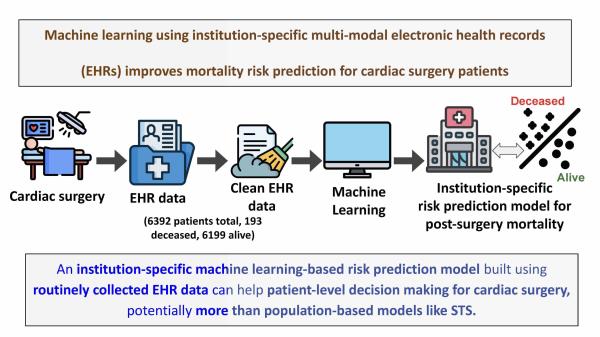 Machine learning using institution-specific multi-modal electronic health records
(EHRs) improves mortality risk prediction for cardiac surgery patients
Deceased
Alive
Cardiac surgery
EHR data
(6392 patients total, 193
deceased, 6199 alive)
Clean EHR
data
Machine
Learning
Institution-specific
risk prediction model for
post-surgery mortality
An institution-specific machine learning-based risk prediction model built using
routinely collected EHR data can help patient-level decision making for cardiac surgery,
potentially more than population-based models like STS.